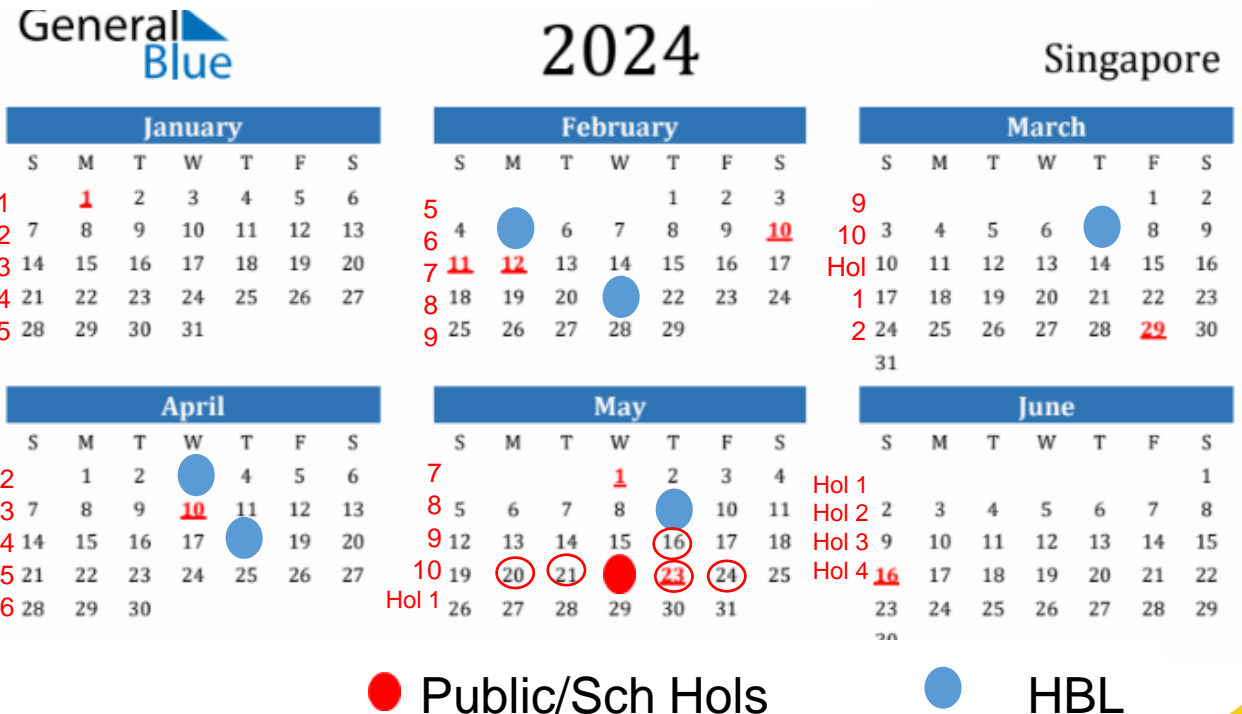 General
Blue
2024
Singapore
January
S M T W T F S
1 1 2 3 4 5 6
2 7 8 9 10 11 12 13
3 14 15 16 17 18 19 20
4 21 22 23 24 25 26 27
5 28 29 30 31
February
S M T W T F S
5 1 2 3
6 4 6 7 8 9 10
7 11 12 13 14 15 16 17
8 18 19 20 22 23 24
9 25 26 27 28 29
March
S M T W T F S
9 1 2
10 3 4 5 6 8 9
Hol 10 11 12 13 14 15 16
1 17 18 19 20 21 22 23
2 24 25 26 27 28 29 30
31
April
S M T W T F S
2 1 2 4 5 6
3 7 8 9 10 11 12 13
4 14 15 16 17 19 20
5 21 22 23 24 25 26 27
6 28 29 30
May
S M T W T F S
7 1 2 3 4
8 5 6 7 8 10 11
9 12 13 14 15 16 17 18
10 19 20 21 23 24 25
Hol 1 26 27 28 29 30 31
June
S M T W T F S
Hol 1 1
Hol 2 2 3 4 5 6 7 8
Hol 3 9 10 11 12 13 14 15
Hol 4 16 17 18 19 20 21 22
23 24 25 26 27 28 29
30
Public/Sch Hols
HBL